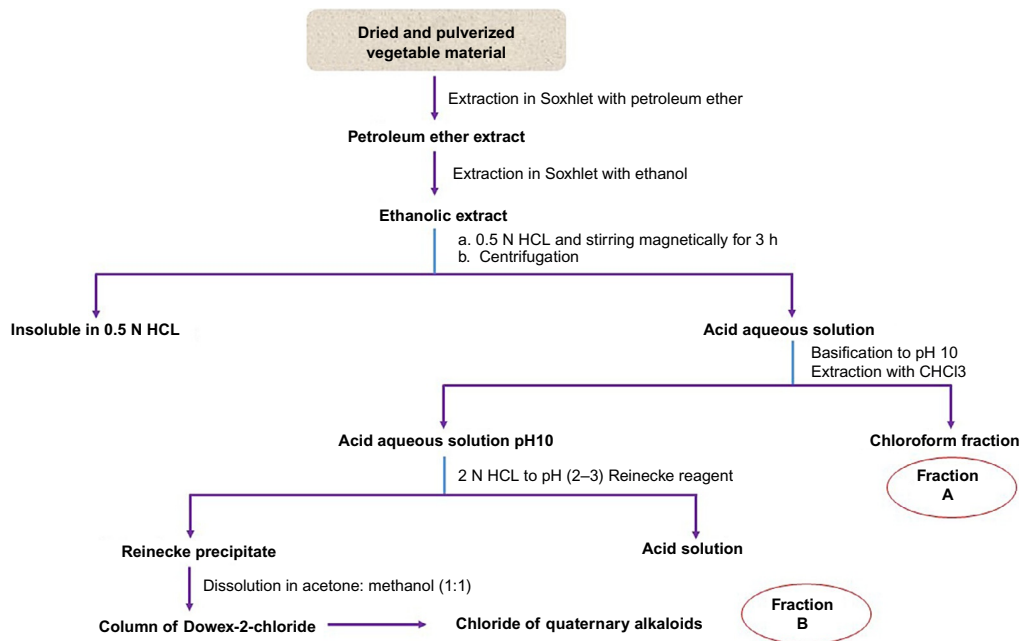 Dried and pulverized
vegetable material
Extraction in Soxhlet with petroleum ether
Petroleum ether extract
Extraction in Soxhlet with ethanol
Ethanolic extract
a. 0.5 N HCL and stirring magnetically for 3 h
b. Centrifugation
Insoluble in 0.5 N HCL
Acid aqueous solution
Basification to pH 10
Extraction with CHCl3
Acid aqueous solution pH10
Chloroform fraction
2 N HCL to pH (2–3) Reinecke reagent
Fraction
A
Reinecke precipitate
Acid solution
Dissolution in acetone: methanol (1:1)
Column of Dowex-2-chloride
Chloride of quaternary alkaloids
Fraction
B